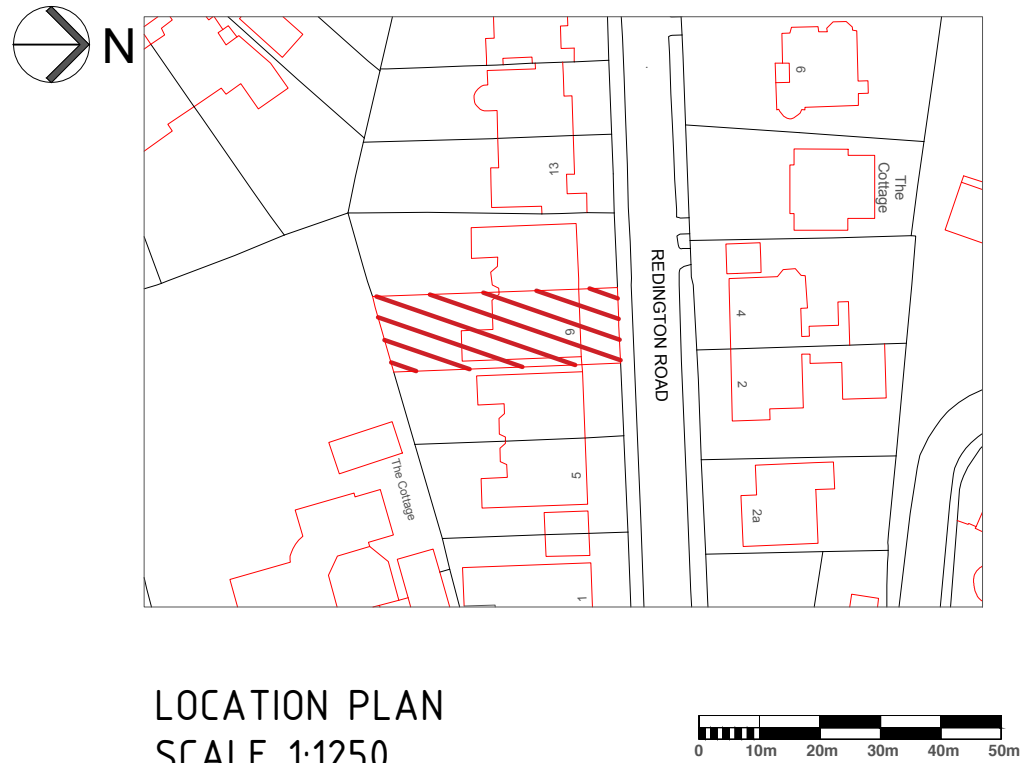 N
6
13
The
Cottage
REDINGTON ROAD
4
9
2
The Cottage
5
2a
1
LOCATION PLAN
SCALE 1:1250
0 10m 20m 30m 40m 50m